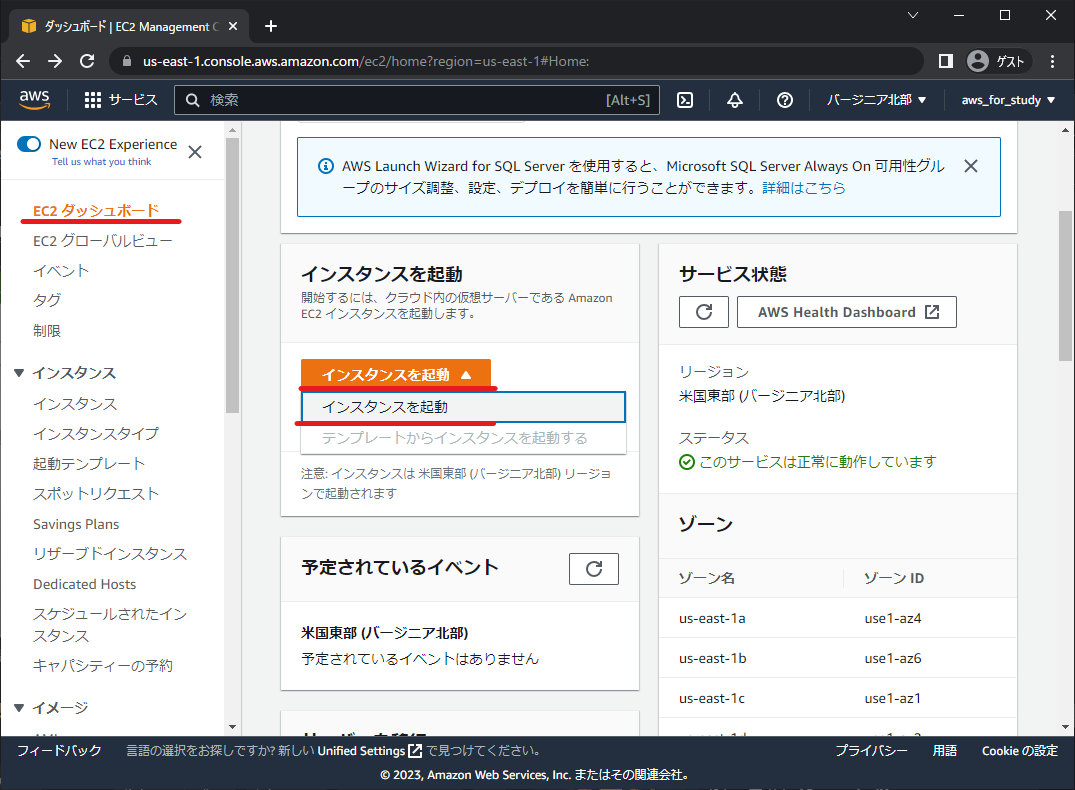 ダッシュボード | EC2 Management C
us-east-1.console.aws.amazon.com/ec2/home?region=us-east-1#Home:
ゲスト
aws
サービス
検索
[Alt+S]
バージニア北部
aws_for_study
New EC2 Experience
Tell us what you think
EC2 ダッシュボード
EC2 グローバルビュー
イベント
タグ
制限
インスタンス
インスタンス
インスタンスタイプ
起動テンプレート
スポットリクエスト
Savings Plans
リザーブドインスタンス
Dedicated Hosts
スケジュールされたイン
スタンス
キャパシティーの予約
イメージ
AWS Launch Wizard for SQL Server を使用すると、Microsoft SQL Server Always On 可用性グル
ープのサイズ調整、設定、デプロイを簡単に行うことができます。詳細はこちら
インスタンスを起動
開始するには、クラウド内の仮想サーバーである Amazon
EC2 インスタンスを起動します。
インスタンスを起動
インスタンスを起動
テンプレートからインスタンスを起動する
注意: インスタンスは 米国東部 (バージニア北部) リージョ
ンで起動されます
予定されているイベント
米国東部 (バージニア北部)
予定されているイベントはありません
サービス状態
AWS Health Dashboard
リージョン
米国東部 (バージニア北部)
ステータス
このサービスは正常に動作しています
ゾーン
ゾーン名 ゾーン ID
us-east-1a use1-az4
us-east-1b use1-az6
us-east-1c use1-az1
フィードバック
言語の選択をお探しですか? 新しい Unified Settings で見つけてください。
プライバシー
用語
Cookie の設定
© 2023, Amazon Web Services, Inc. またはその関連会社。